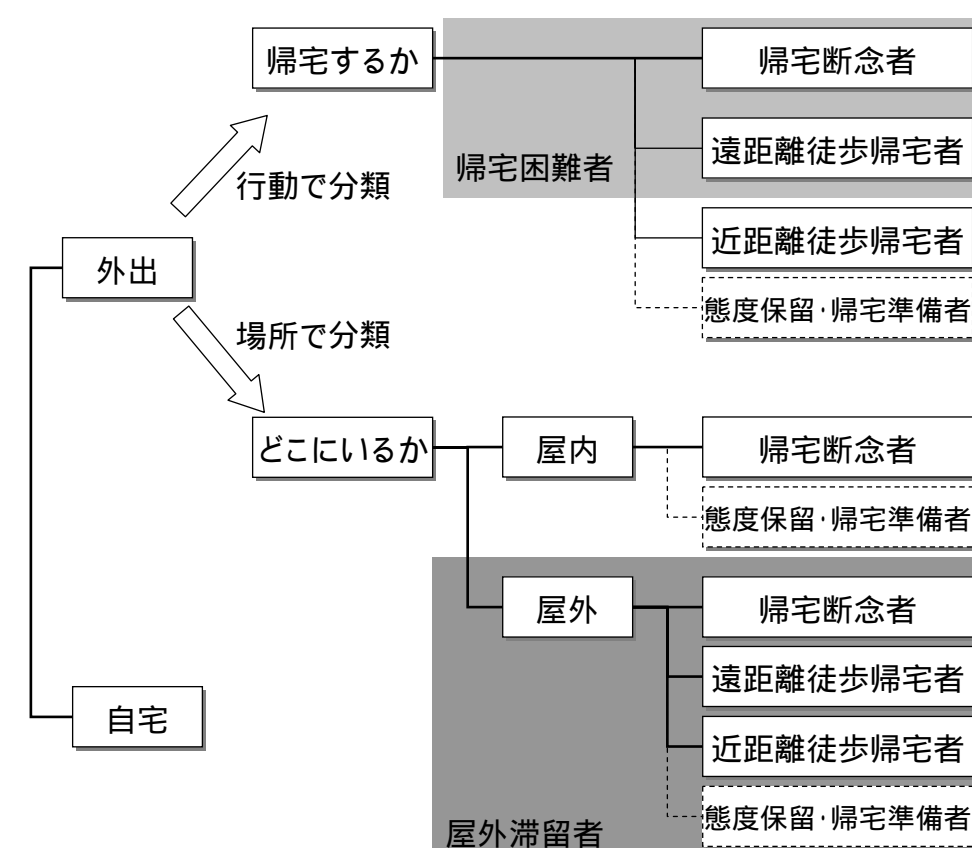 帰宅するか
帰宅断念者
遠距離徒歩帰宅者
帰宅困難者
行動で分類
近距離徒歩帰宅者
外出
態度保留･帰宅準備者
場所で分類
どこにいるか
屋内
帰宅断念者
態度保留･帰宅準備者
屋外
帰宅断念者
遠距離徒歩帰宅者
自宅
近距離徒歩帰宅者
態度保留･帰宅準備者
屋外滞留者